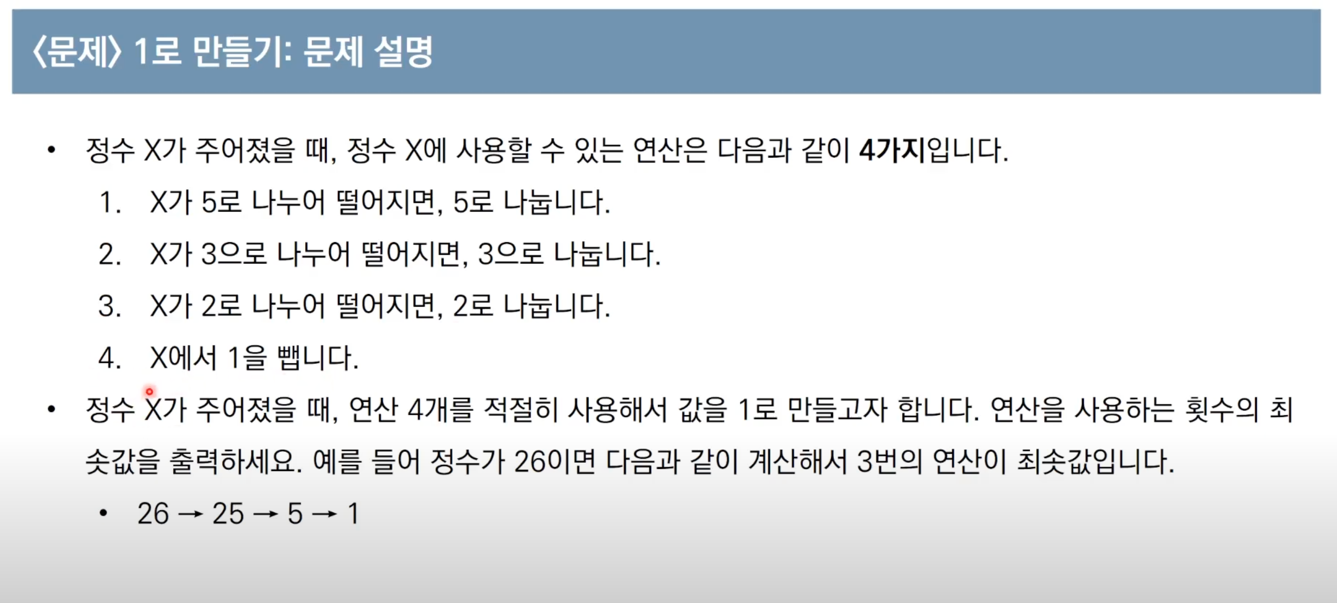 〈문제〉 1로 만들기: 문제 설명
• 정수 X가 주어졌을 때, 정수 X에 사용할 수 있는 연산은 다음과 같이 4가지입니다.
1. X가 5로 나누어 떨어지면, 5로 나눕니다.
2. X가 3으로 나누어 떨어지면, 3으로 나눕니다.
3. X가 2로 나누어 떨어지면, 2로 나눕니다.
4. X에서 1을 뺍니다.
• 정수 X가 주어졌을 때, 연산 4개를 적절히 사용해서 값을 1로 만들고자 합니다. 연산을 사용하는 횟수의 최
솟값을 출력하세요. 예를 들어 정수가 26이면 다음과 같이 계산해서 3번의 연산이 최솟값입니다.
• 26 → 25 → 5 → 1